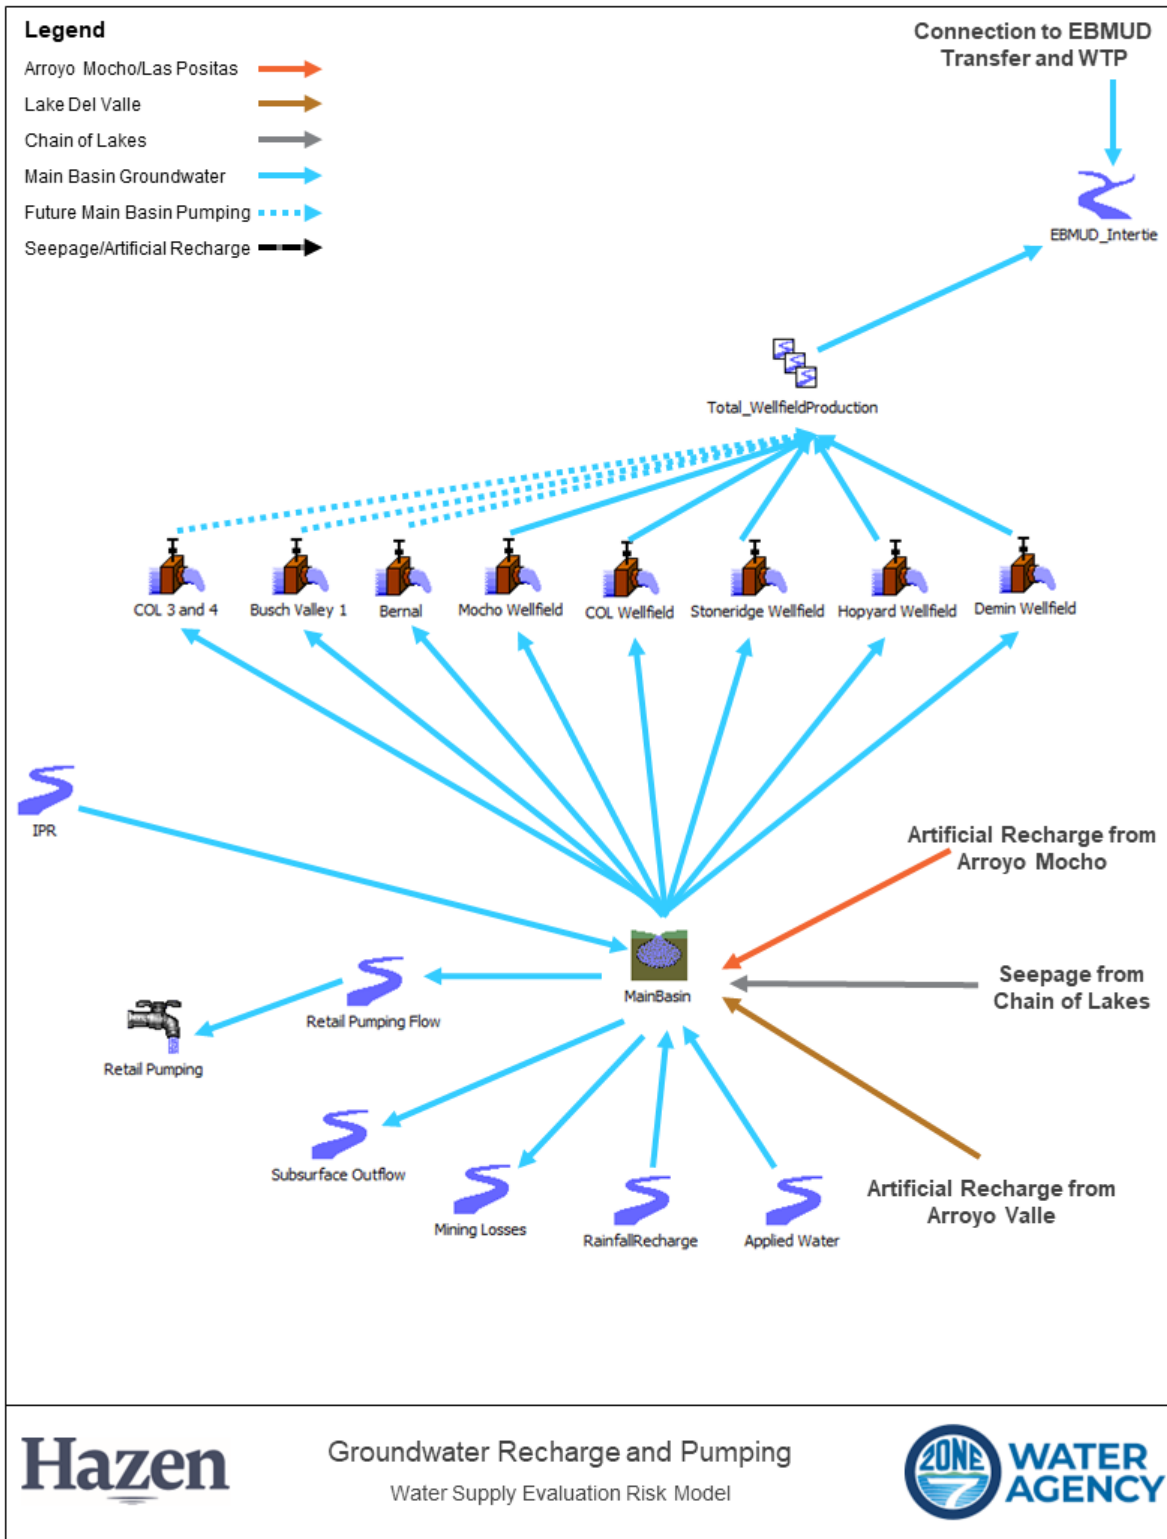 Legend
Arroyo Mocho/Las Positas
Lake Del Valle
Chain of Lakes
Main Basin Groundwater
Future Main Basin Pumping
Seepage/Artificial Recharge
Connection to EBMUD
Transfer and WTP
EBMUD_Intertie
Total_WellfieldProduction
COL 3 and 4
Busch Valley 1
Bernal
Mocho Wellfield
COL Wellfield
Stoneridge Wellfield
Hopyard Wellfield
Demin Wellfield
IPR
Artificial Recharge from
Arroyo Mocho
MainBasin
Seepage from
Chain of Lakes
Retail Pumping Flow
Retail Pumping
Subsurface Outflow
Mining Losses
RainfallRecharge
Applied Water
Artificial Recharge from
Arroyo Valle
Hazen
Groundwater Recharge and Pumping
Water Supply Evaluation Risk Model
ZONE
7
WATER
AGENCY